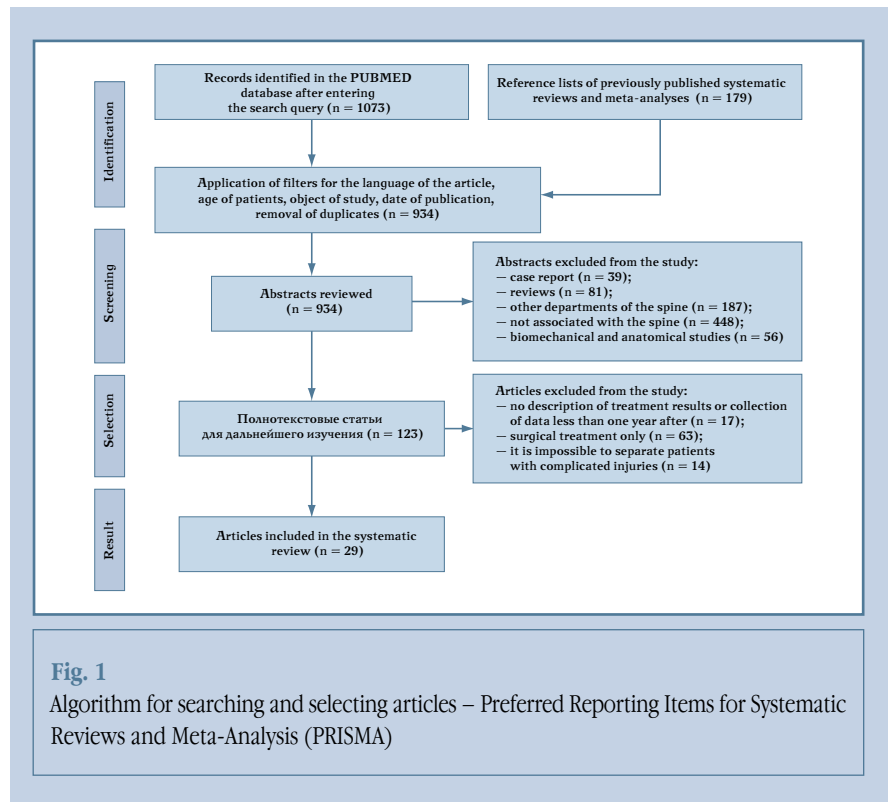 Identification
Records identified in the PUBMED
database after entering
the search query (n = 1073)
Reference lists of previously published systematic
reviews and meta-analyses (n = 179)
Application of filters for the language of the article,
age of patients, object of study, date of publication,
removal of duplicates (n = 934)
Screening
Abstracts reviewed
(n = 934)
Abstracts excluded from the study:
— case report (n = 39);
— reviews (n = 81);
— other departments of the spine (n = 187);
— not associated with the spine (n = 448);
— biomechanical and anatomical studies (n = 56)
Selection
Полнотекстовые статьи
для дальнейшего изучения (n = 123)
Articles excluded from the study:
— no description of treatment results or collection
of data less than one year after (n = 17);
— surgical treatment only (n = 63);
— it is impossible to separate patients
with complicated injuries (n = 14)
Result
Articles included in the systematic
review (n = 29)
Fig. 1
Algorithm for searching and selecting articles – Preferred Reporting Items for Systematic
Reviews and Meta-Analysis (PRISMA)